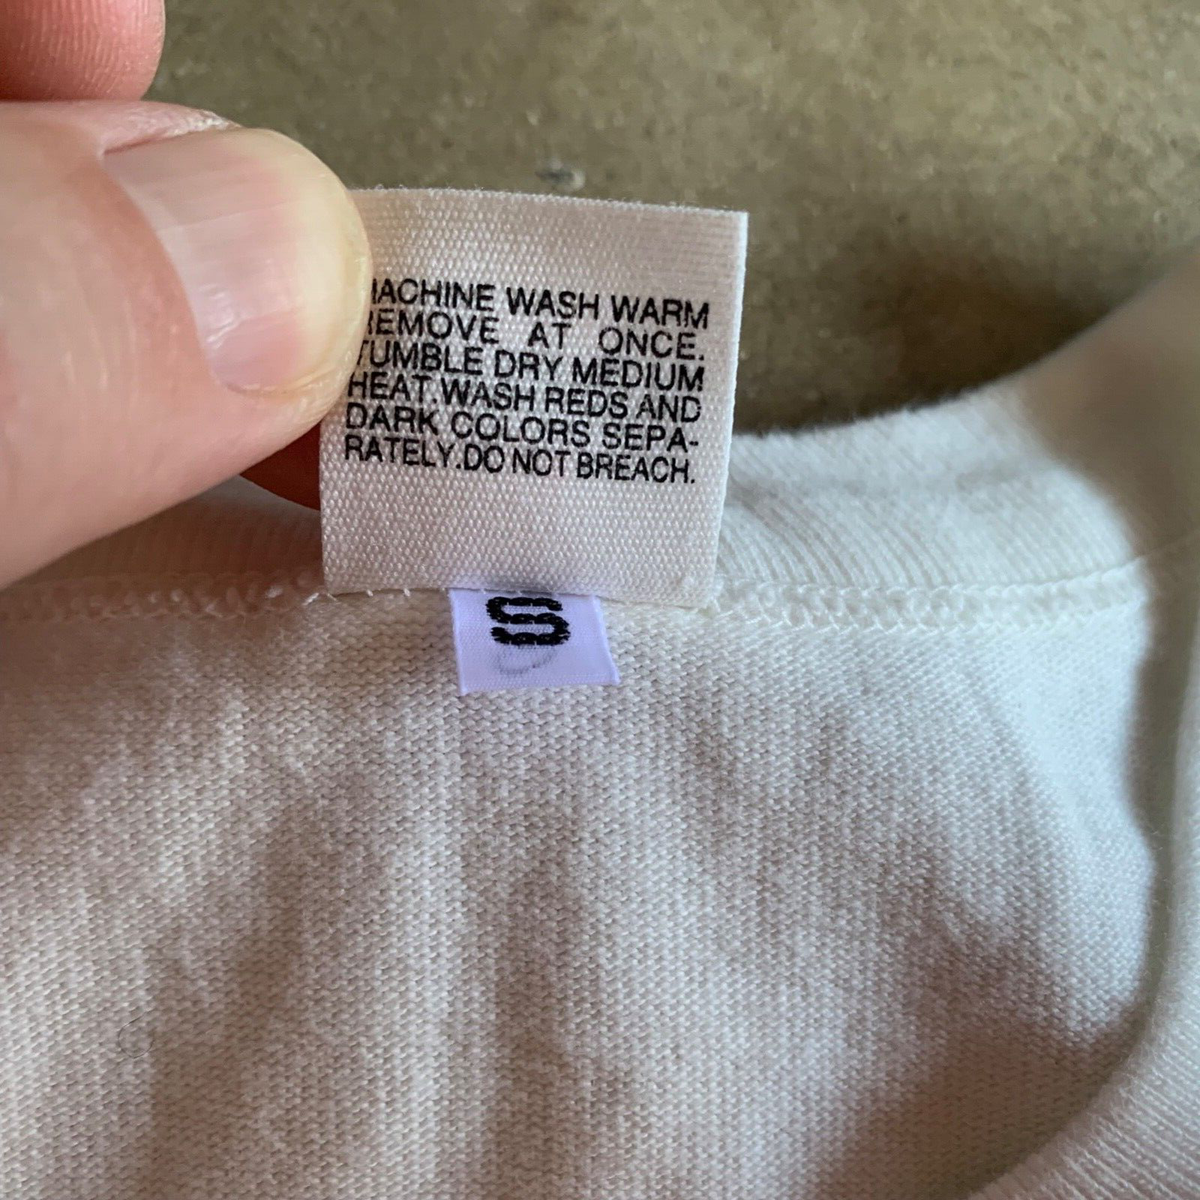 MACHINE WASH WARM
REMOVE AT ONCE.
TUMBLE DRY MEDIUM
HEAT. WASH REDS AND
DARK COLORS SEPA-
RATELY.DO NOT BREACH.
S